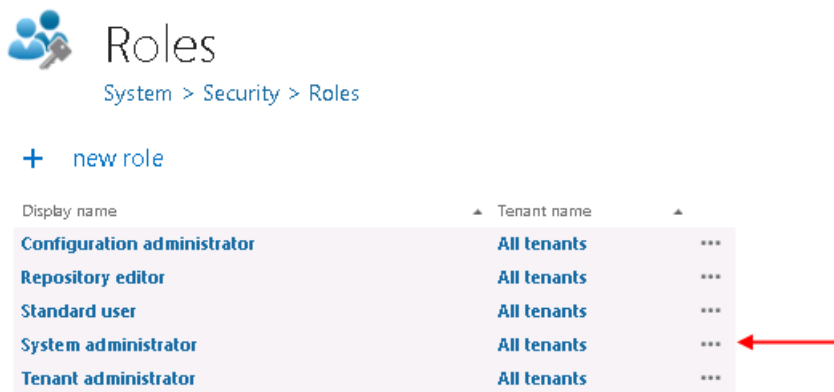 Roles
System > Security > Roles
+ new role
Display name Tenant name
Configuration administrator All tenants ...
Repository editor All tenants ...
Standard user All tenants ...
System administrator All tenants ...
Tenant administrator All tenants ...